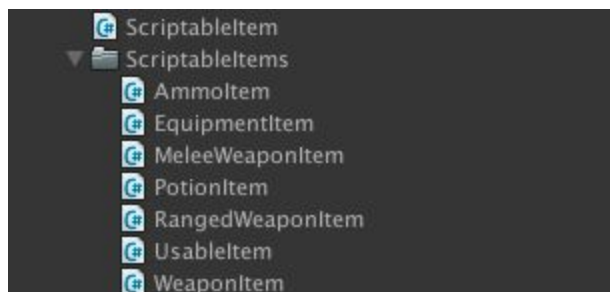 ScriptableItem
ScriptableItems
AmmoItem
EquipmentItem
MeleeWeaponItem
PotionItem
RangedWeaponItem
UsableItem
WeaponItem